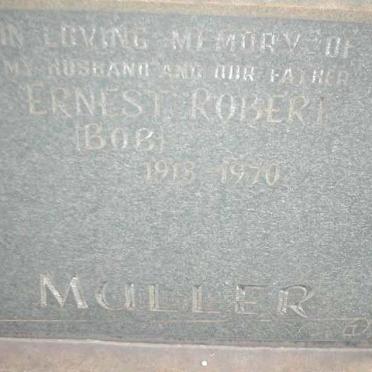 IN LOVING MEMORY OF
MY HUSBAND AND OUR FATHER
ERNEST ROBERT
(BOB)
1913-1970
MULLER